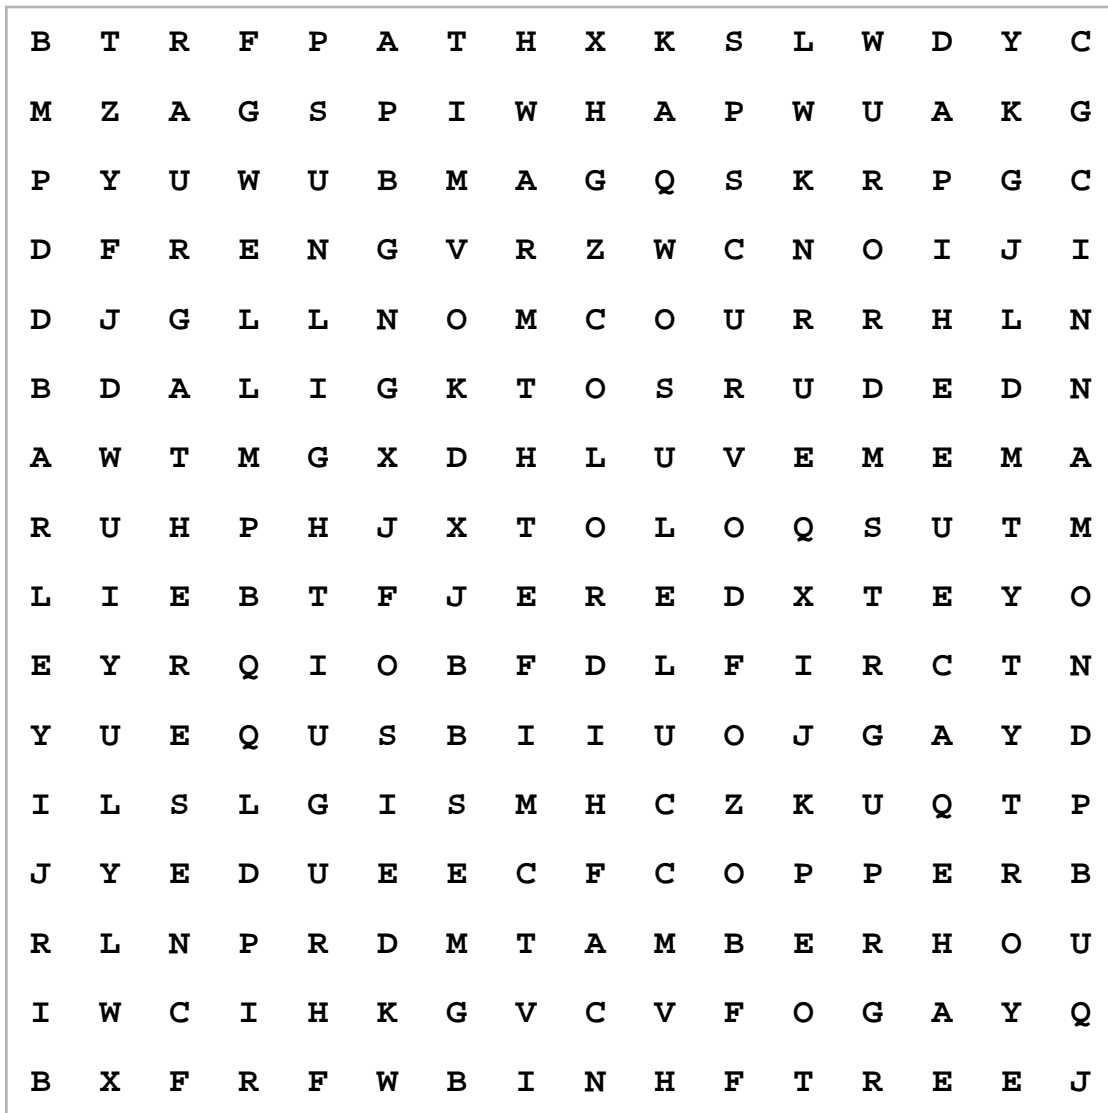 B T R F P A T H X K S L W D Y C
M Z A G S P I W H A P W U A K G
P Y U W U B M A G Q S K R P G C
D F R E N G V R Z W C N O I J I
D J G L L N O M C O U R R H L N
B D A L I G K T O S R U D E D N
A W T M G X D H L U V E M E M A
R U H P H J X T O L O Q S U T M
L I E B T F J E R E D X T E Y O
E Y R Q I O B F D L F I R C T N
Y U E Q U S B I I U O J G A Y D
I L S L G I S M H C Z K U Q T P
J Y E D U E E C F C O P P E R B
R L N P R D M T A M B E R H O U
I W C I H K G V C V F O G A Y Q
B X F R F W B I N H F T R E E J